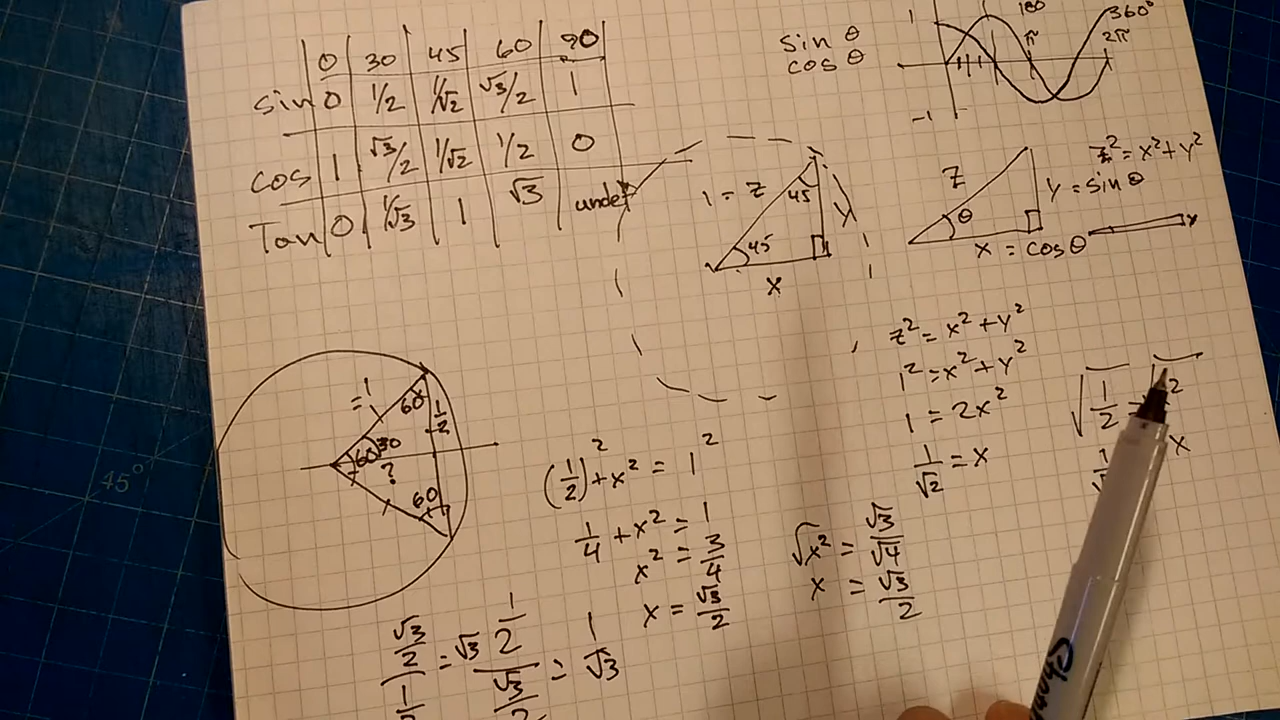 0 30 45 60 90
sin 0 1/2 1/√2 √3/2 1
cos 1 √3/2 1/√2 1/2 0
Tan 0 1/√3 1 √3 undef
sin θ
cos θ
1
-1
180
π
360°
2π
1 = z
45
45
y
x
z
θ
z² = x² + y²
y = sin θ
x = cos θ
x
z² = x² + y²
1² = x² + y²
1 = 2x²
1/√2 = x
√1/2 =
2
x
=1
60
60 30
?
60
1/2
(1/2)² + x² = 1²
1/4 + x² = 1
x² = 3/4
x = √3/2
√x² = √3/√4
x = √3/2
√3/2 = √3
1/2 = 1/√3
√3/2
45°